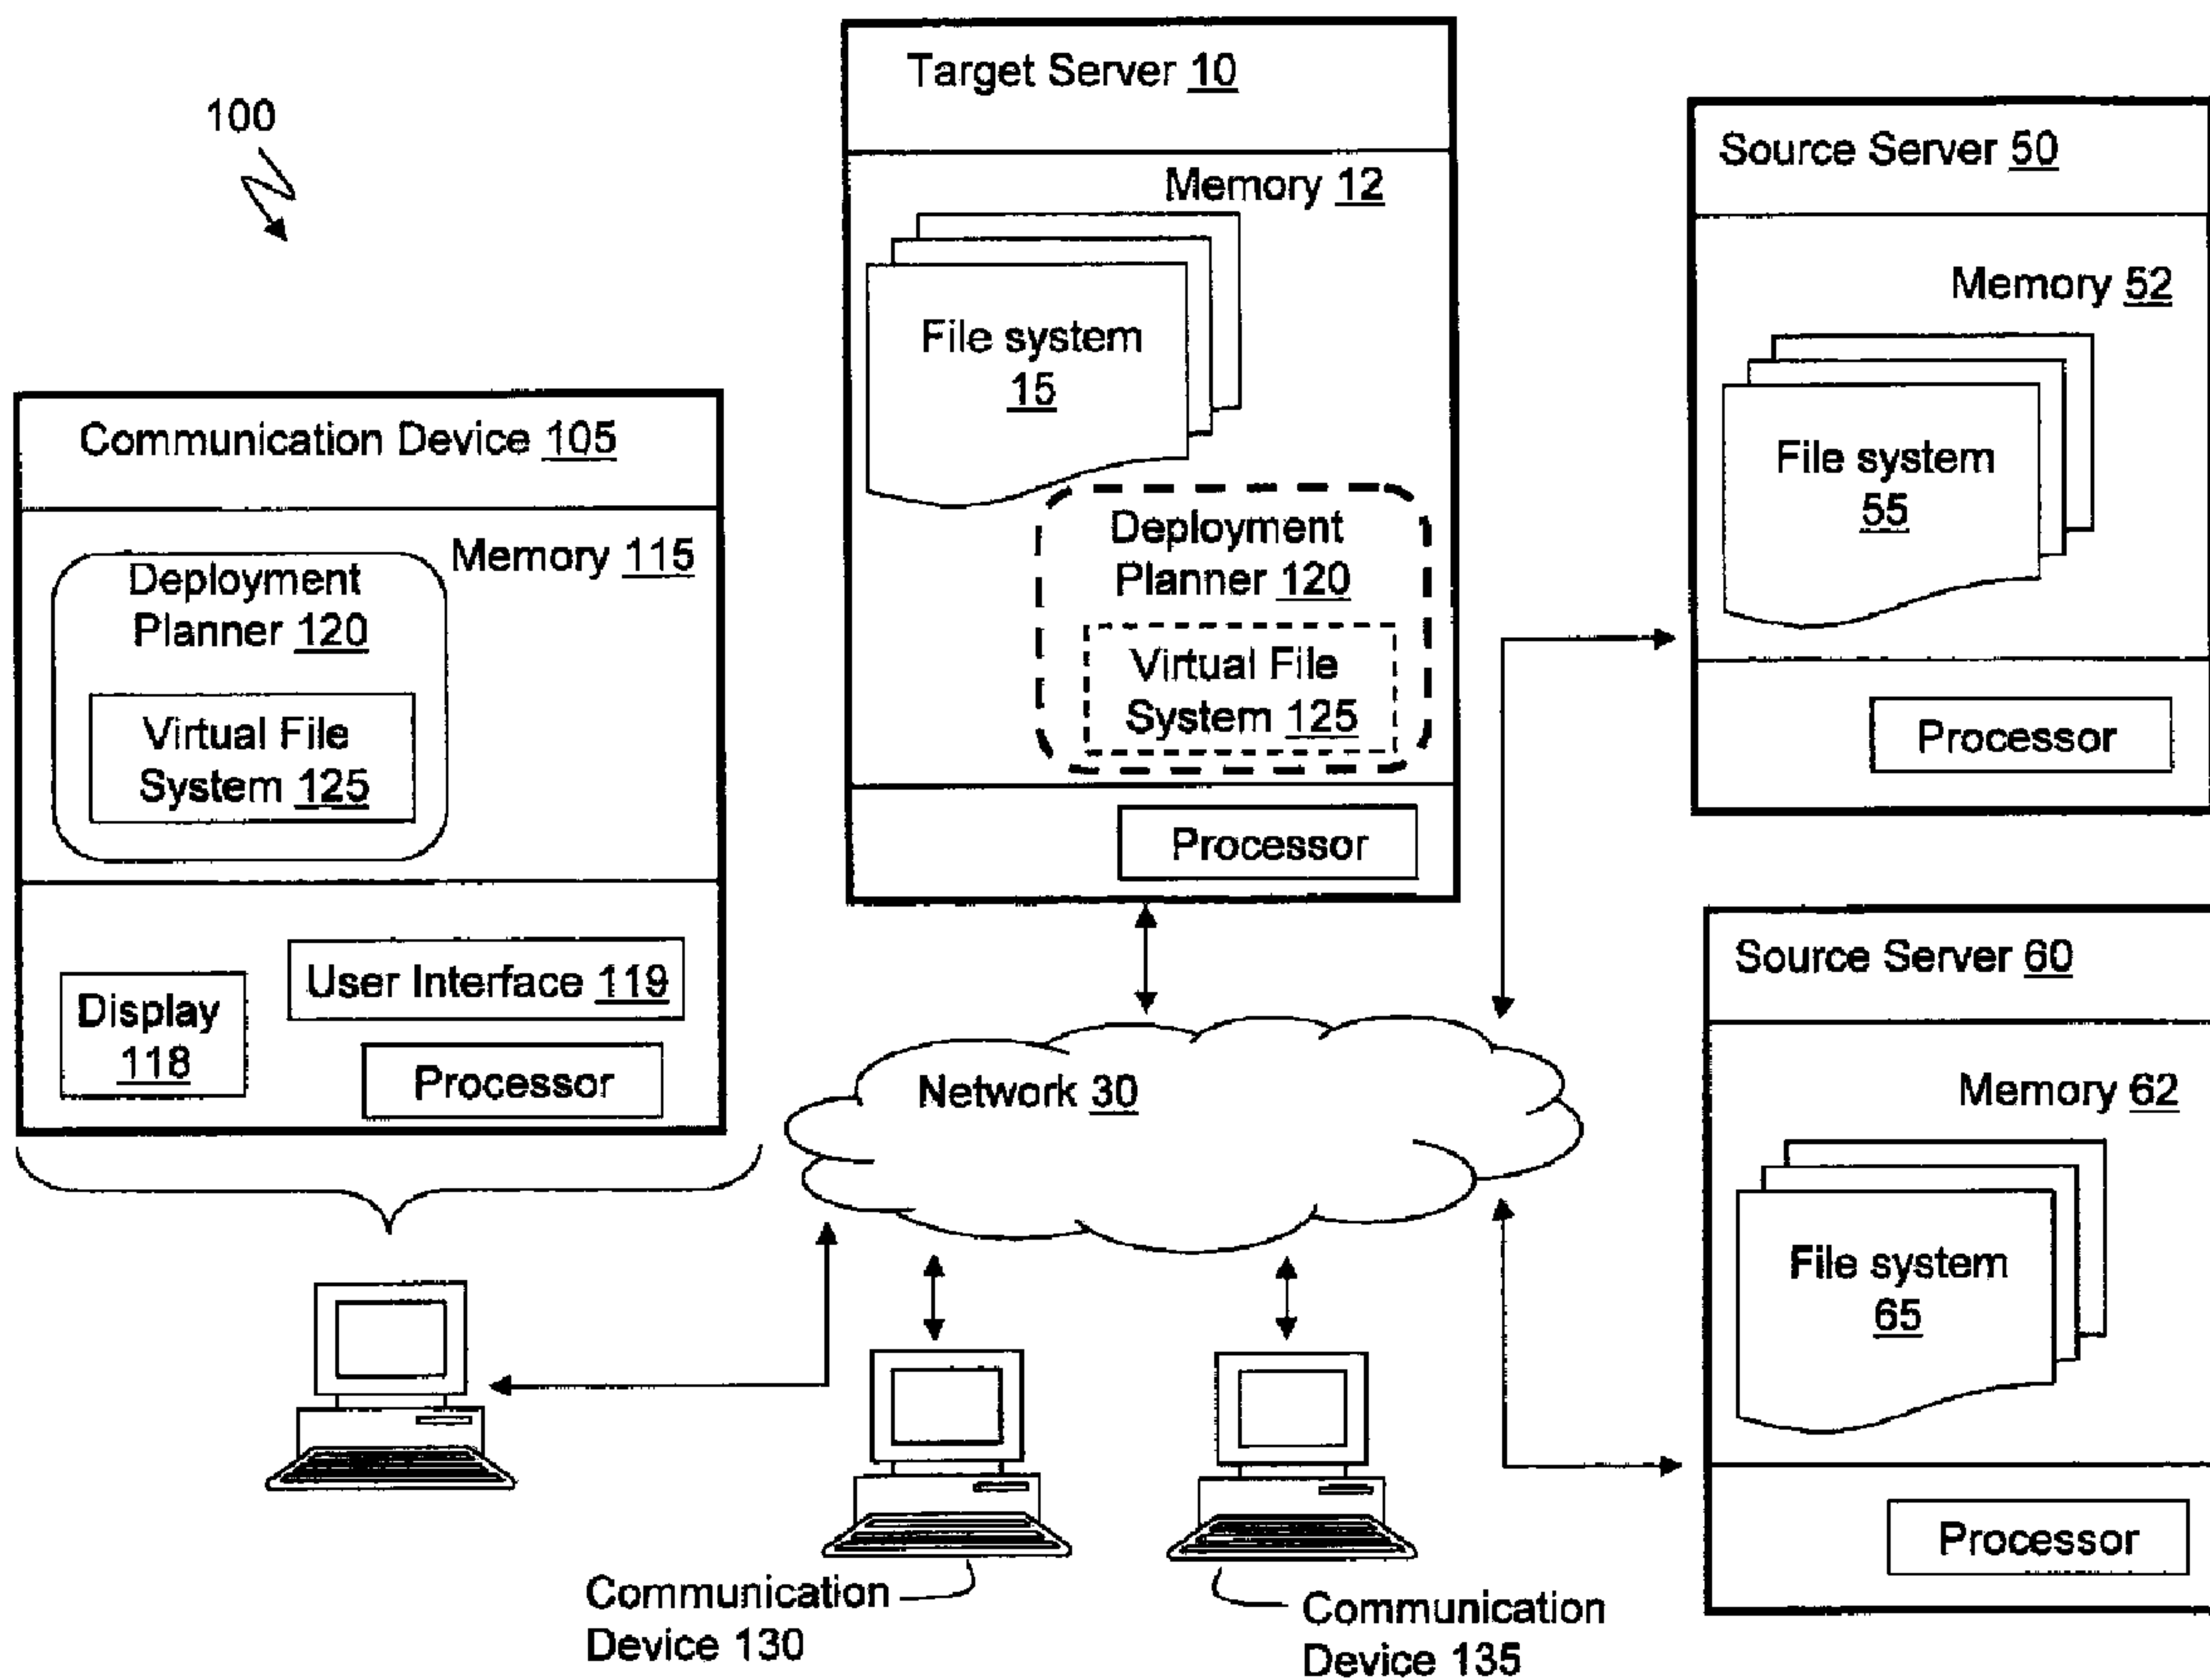 100
Communication Device 105
Memory 115
Deployment
Planner 120
Virtual File
System 125
User Interface 119
Display
118
Processor
Target Server 10
Memory 12
File system
15
Deployment
Planner 120
Virtual File
System 125
Processor
Source Server 50
Memory 52
File system
55
Processor
Network 30
Source Server 60
Memory 62
File system
65
Processor
Communication
Device 130
Communication
Device 135